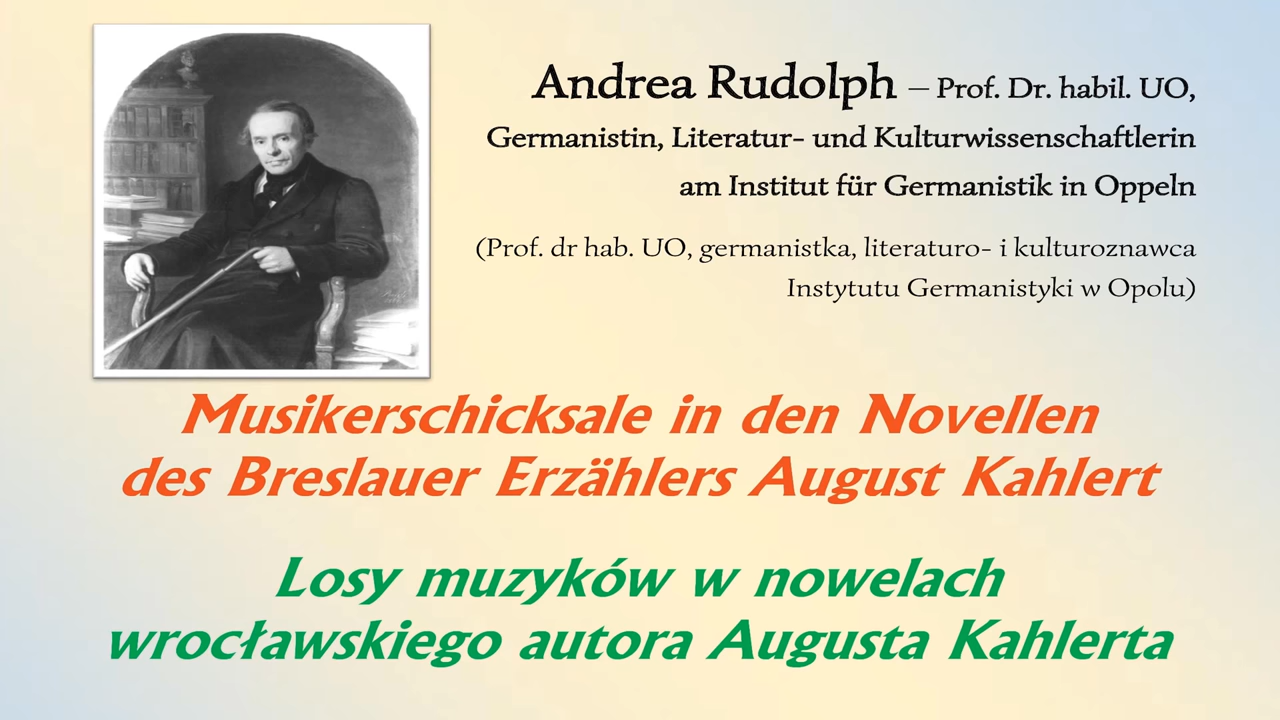 Andrea Rudolph – Prof. Dr. habil. UO,
Germanistin, Literatur- und Kulturwissenschaftlerin
am Institut für Germanistik in Oppeln
(Prof. dr hab. UO, germanistka, literaturo- i kulturoznawca
Instytutu Germanistyki w Opolu)
Musikerschicksale in den Novellen
des Breslauer Erzählers August Kahlert
Losy muzyków w nowelach
wrocławskiego autora Augusta Kahlerta